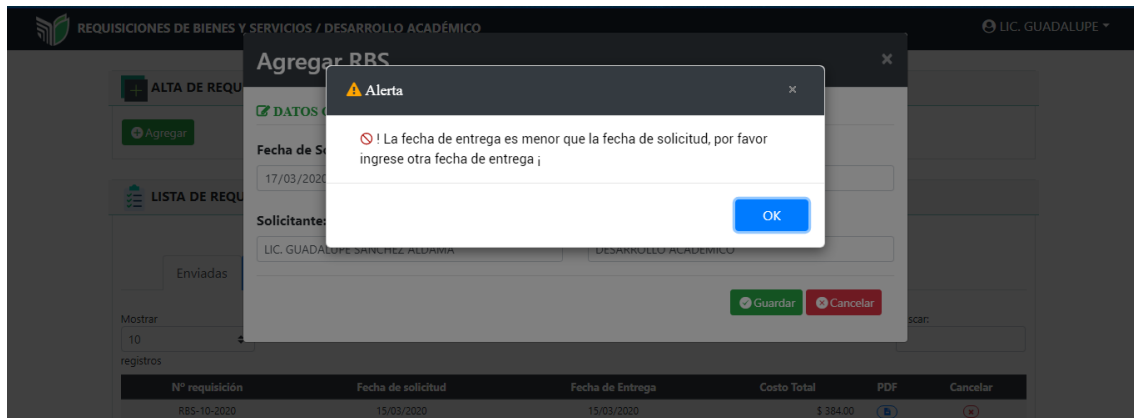 REQUISICIONES DE BIENES Y SERVICIOS / DESARROLLO ACADÉMICO
LIC. GUADALUPE
Agregar RBS
×
ALTA DE REQU
Alerta
×
DATOS
Agregar
! La fecha de entrega es menor que la fecha de solicitud, por favor
ingrese otra fecha de entrega ¡
Fecha de So
17/03/2020
LISTA DE REQU
OK
Solicitante:
LIC. GUADALUPE SANCHEZ ALDAMA
DESARROLLO ACADEMICO
Enviadas
Guardar
Cancelar
Mostrar
scar:
10
registros
Nº requisición Fecha de solicitud Fecha de Entrega Costo Total PDF Cancelar
RBS-10-2020 15/03/2020 15/03/2020 $ 384.00